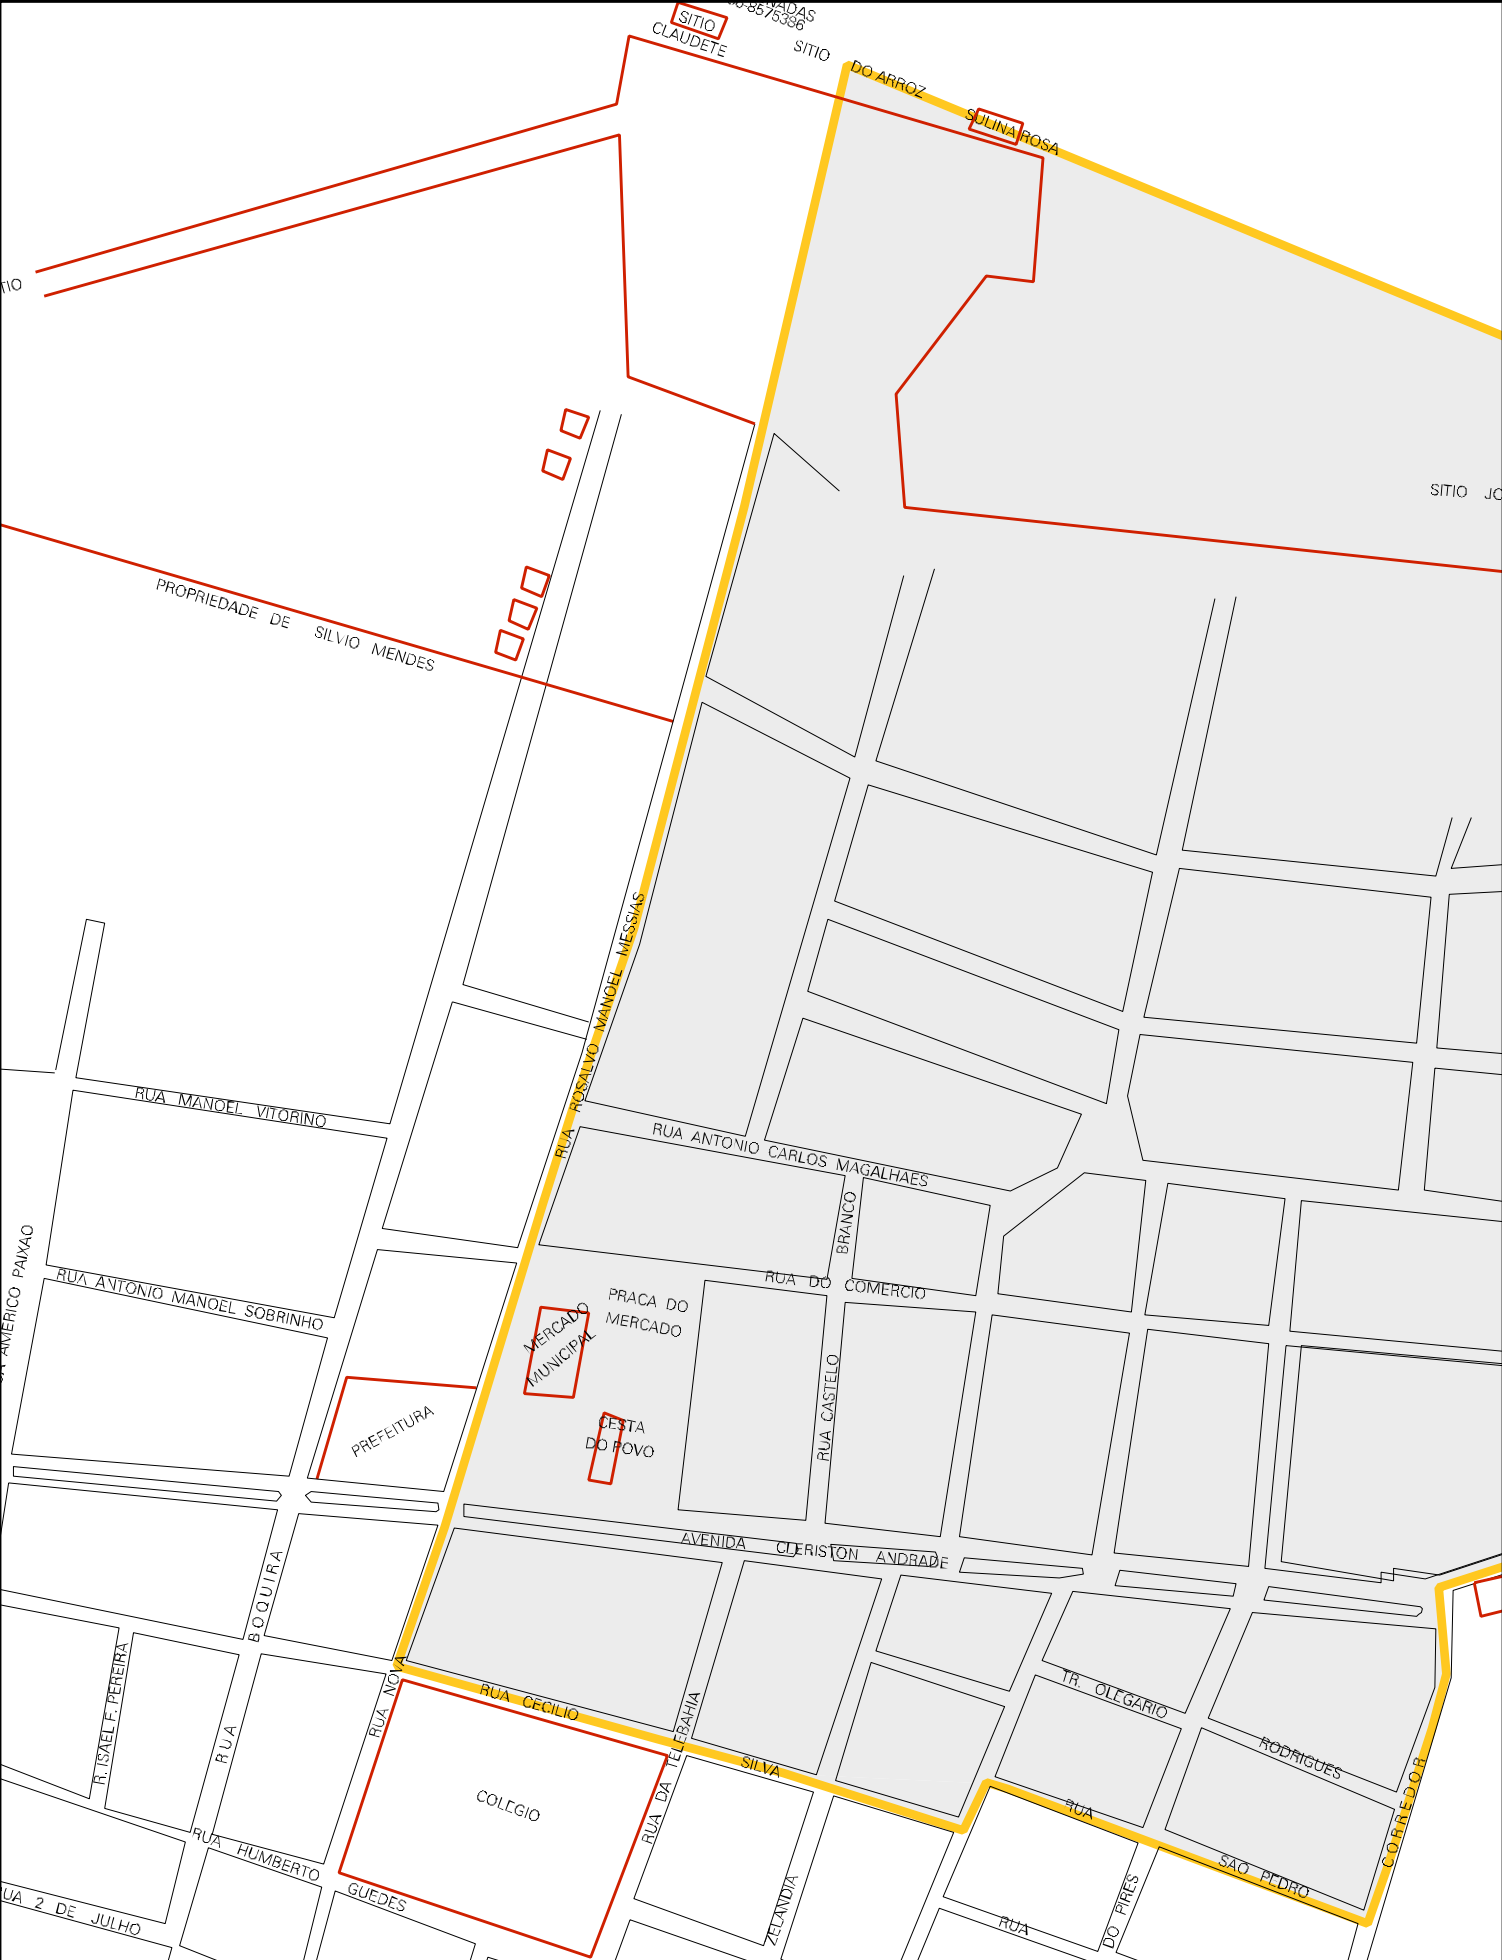 SITIO
CLAUDETE
SITIO
DO ARROZ
SULINA ROSA
SITIO
PROPRIEDADE DE SILVIO MENDES
RUA ROSALVO MANOEL MESSIAS
RUA MANOEL VITORINO
RUA ANTONIO CARLOS MAGALHAES
BRANCO
AMERICO PAIXAO
RUA ANTONIO MANOEL SOBRINHO
RUA DO COMERCIO
PRACA DO
MERCADO
MERCADO
MUNICIPAL
RUA CASTELO
PREFEITURA
CESTA
DO POVO
AVENIDA CLERISTON ANDRADE
BOQUIRA
RUA
R. ISAEL F. PEREIRA
RUA NOVA
RUA CECILIO
SILVA
TR. OLEGARIO
RODRIGUES
RUA DA TELEBAHIA
COLEGIO
RUA
SAO PEDRO
CORREDOR
RUA HUMBERTO
GUEDES
2 DE JULHO
ZELANDIA
RUA
DO PIRES